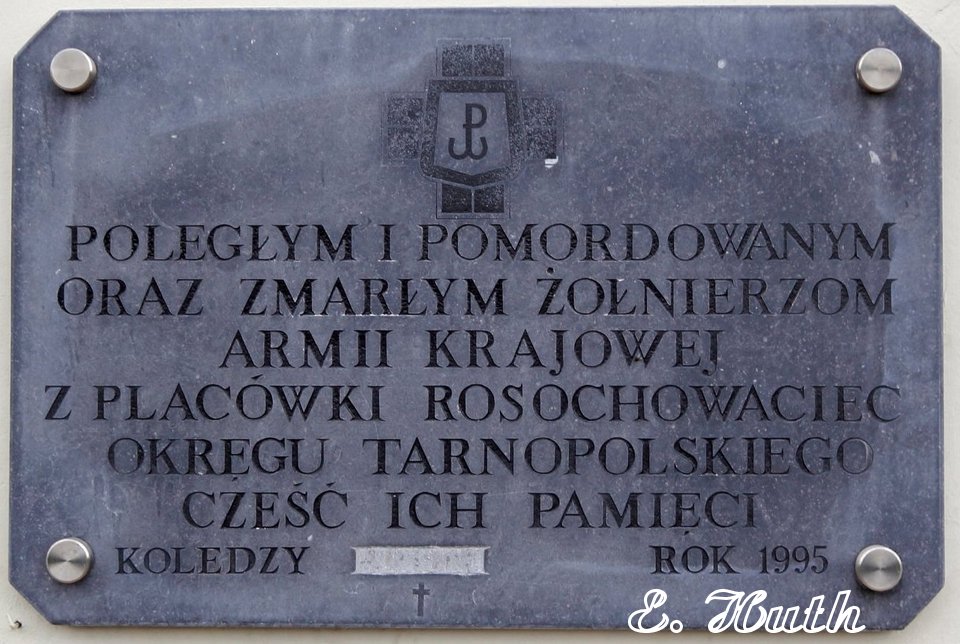 POLEGŁYM I POMORDOWANYM
ORAZ ZMARŁYM ŻOŁNIERZOM
ARMII KRAJOWEJ
Z PLACÓWKI ROSOCHOWACIEC
OKRĘGU TARNOPOLSKIEGO
CZEŚĆ ICH PAMIĘCI
KOLEDZY ROK 1995
E. Huth